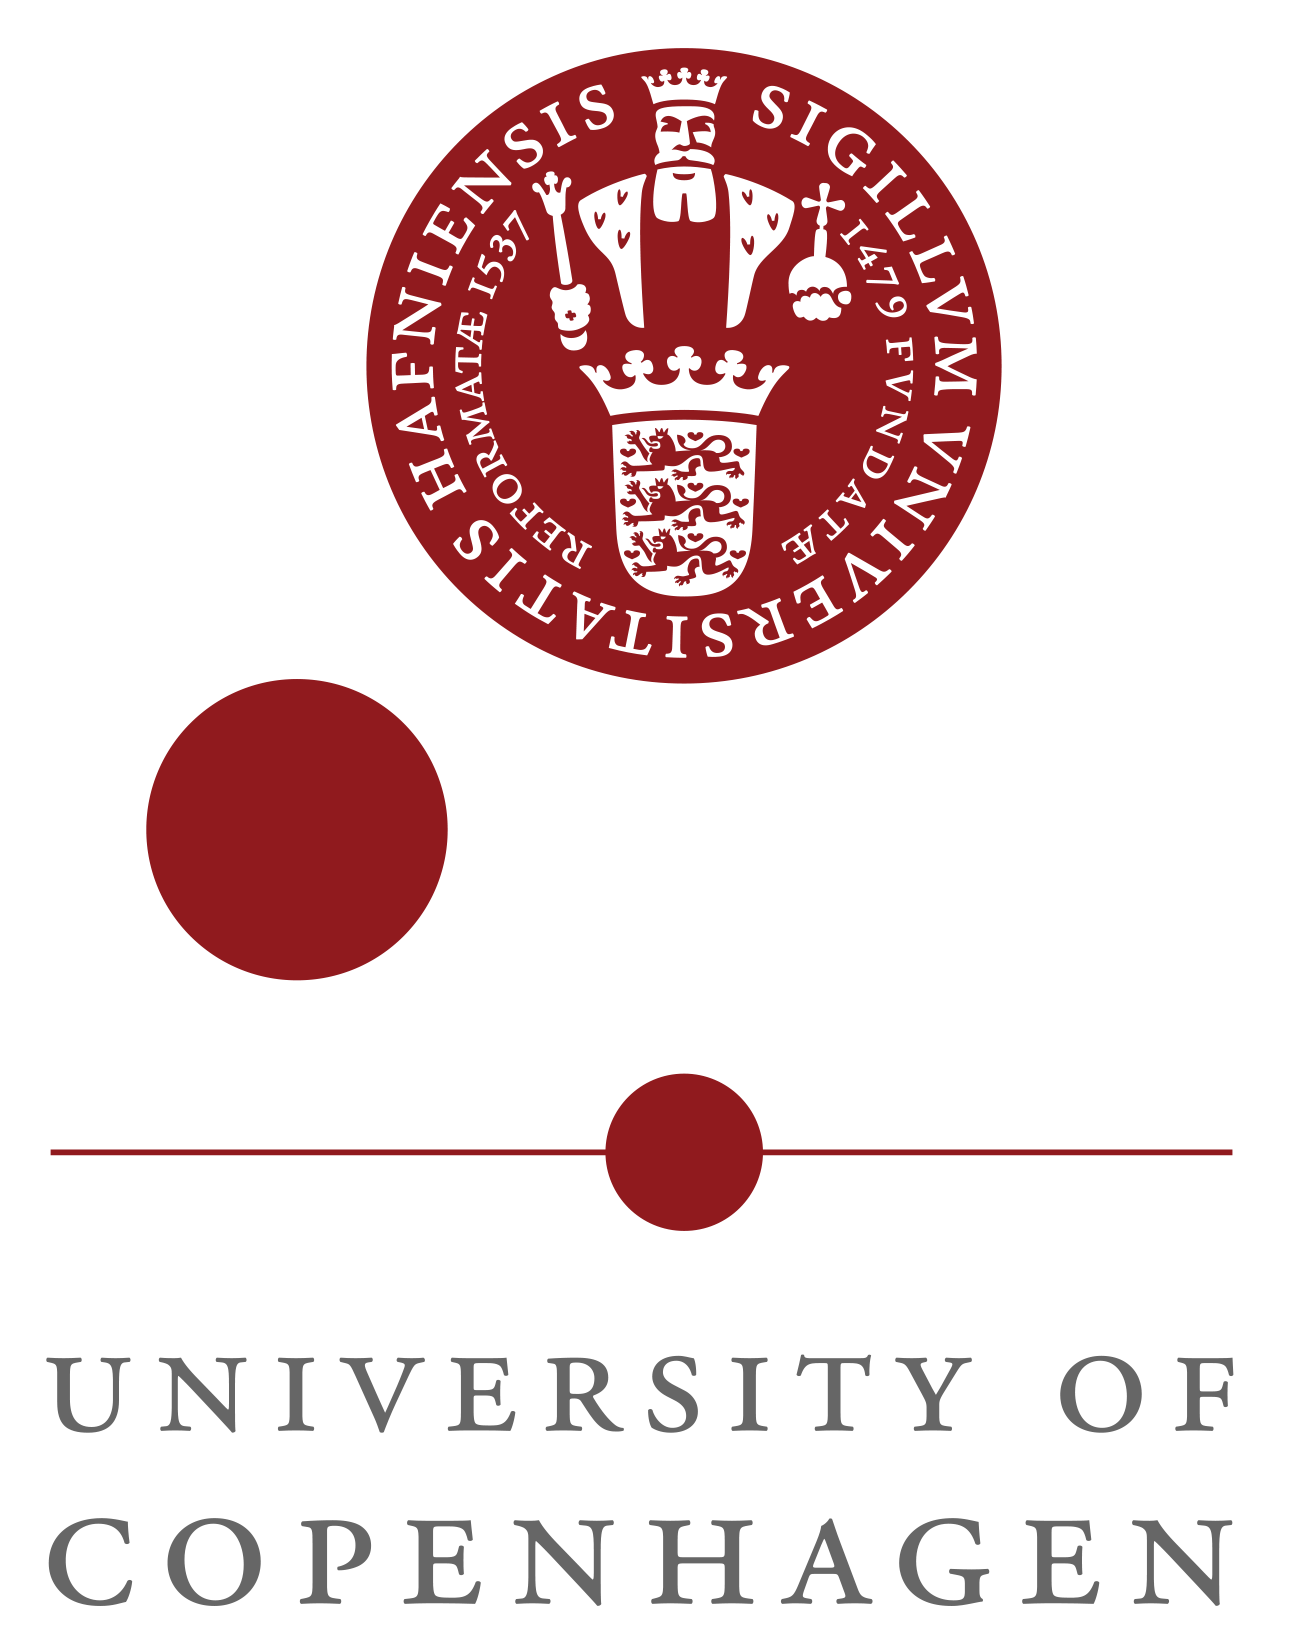 SIGILLVM VNIVERSITATIS HAFNIENSIS
1479 FVNDATÆ
REFORMATÆ 1537
UNIVERSITY OF
COPENHAGEN